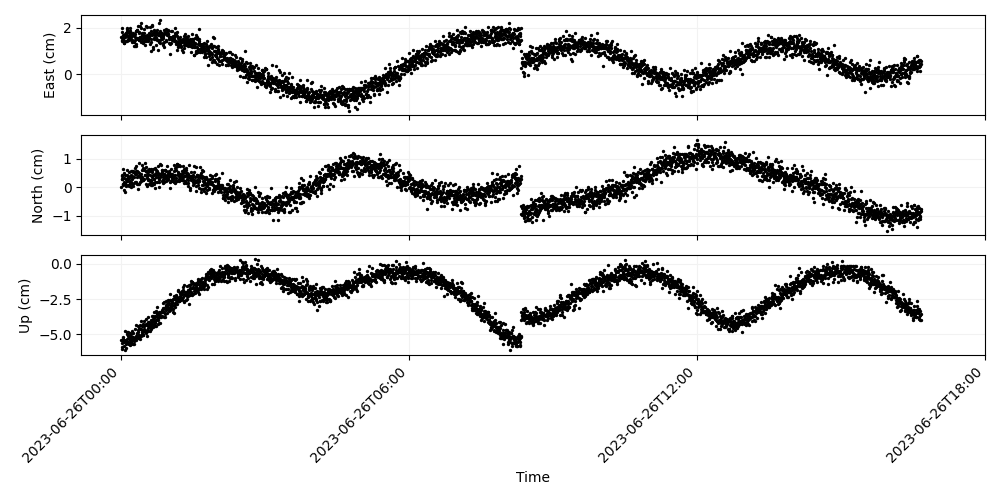 East (cm)
2
0
North (cm)
1
0
−1
Up (cm)
0.0
−2.5
−5.0
2023-06-26T00:00
2023-06-26T06:00
2023-06-26T12:00
2023-06-26T18:00
Time